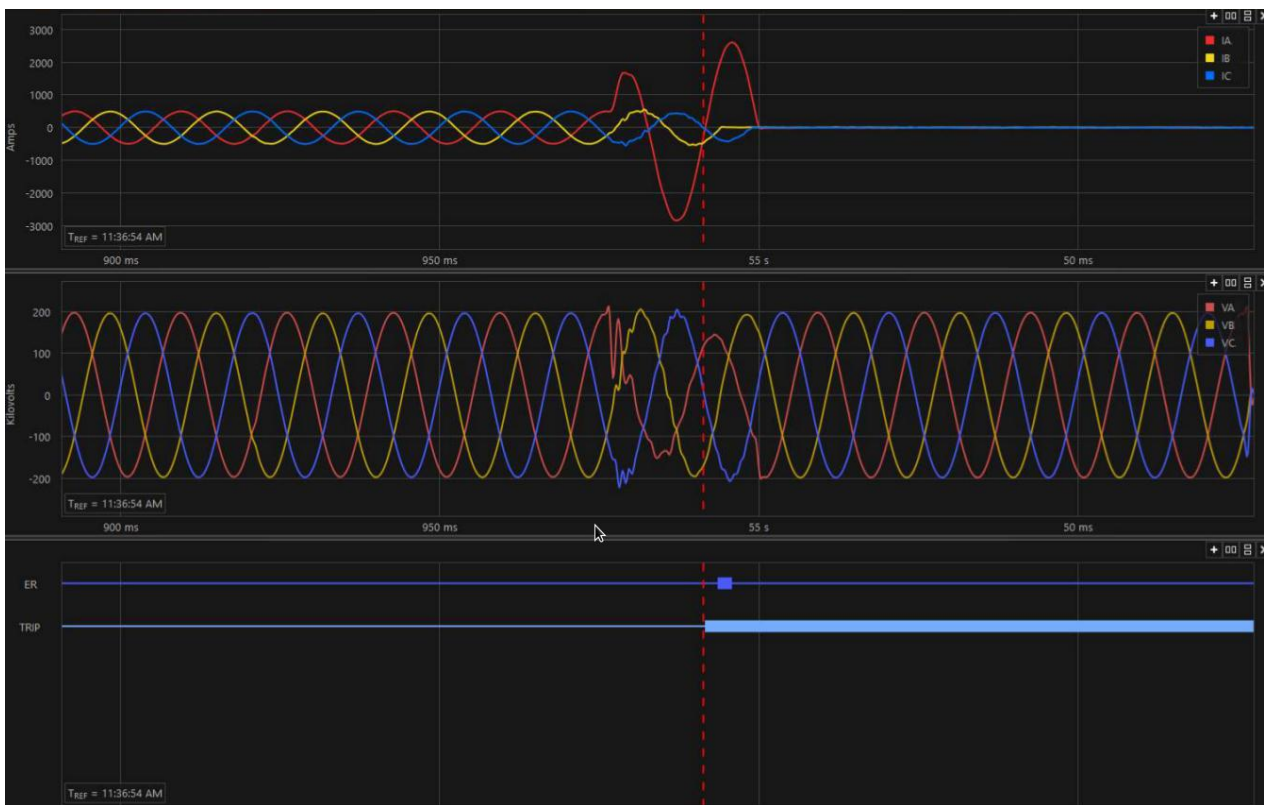 3000
2000
1000
0
-1000
-2000
-3000
Amps
IA
IB
IC
TREF = 11:36:54 AM
900 ms
950 ms
55 s
50 ms
200
100
0
-100
-200
Kilovolts
VA
VB
VC
TREF = 11:36:54 AM
900 ms
950 ms
55 s
50 ms
ER
TRIP
TREF = 11:36:54 AM